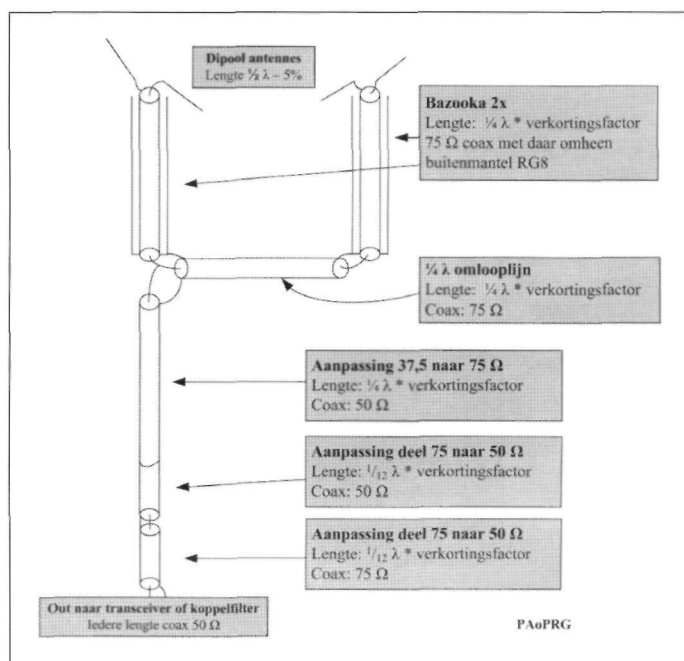 Dipool antennes
Lengte ½ λ – 5%
Bazooka 2x
Lengte: ¼ λ * verkortingsfactor
75 Ω coax met daar omheen
buitenmantel RG8
¼ λ omlooplijn
Lengte: ¼ λ * verkortingsfactor
Coax: 75 Ω
Aanpassing 37,5 naar 75 Ω
Lengte: ¼ λ * verkortingsfactor
Coax: 50 Ω
Aanpassing deel 75 naar 50 Ω
Lengte: ¹/₁₂ λ * verkortingsfactor
Coax: 50 Ω
Aanpassing deel 75 naar 50 Ω
Lengte: ¹/₁₂ λ * verkortingsfactor
Coax: 75 Ω
Out naar transceiver of koppelfilter
Iedere lengte coax 50 Ω
PAoPRG